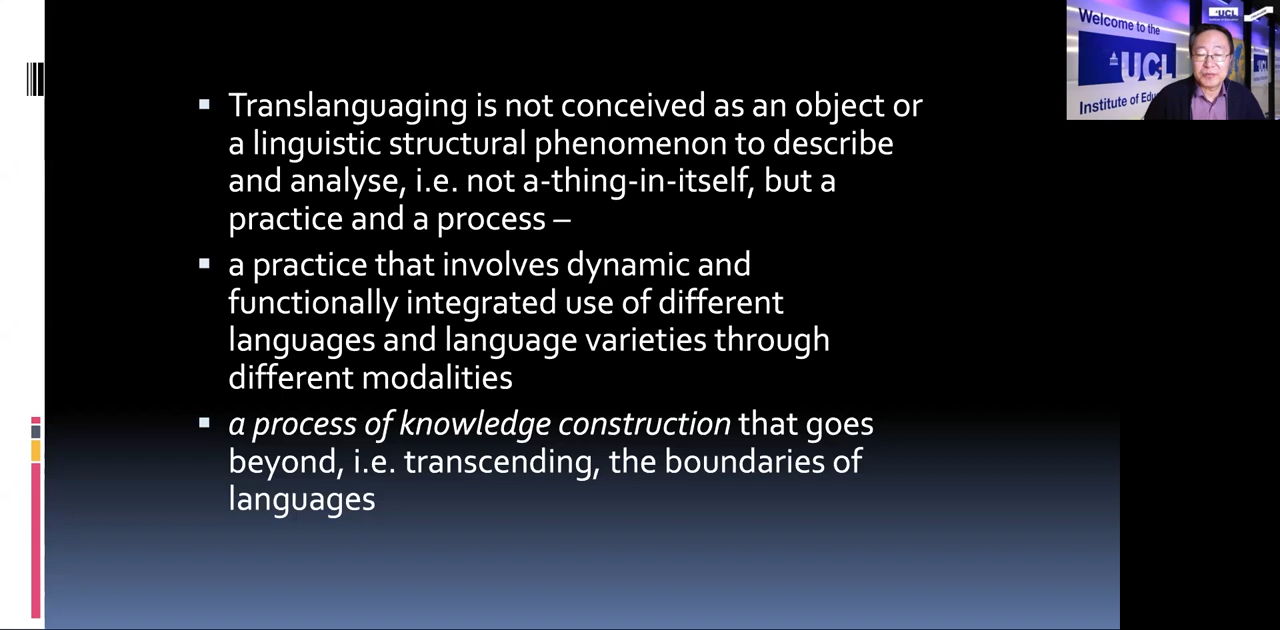 Translanguaging is not conceived as an object or
a linguistic structural phenomenon to describe
and analyse, i.e. not a-thing-in-itself, but a
practice and a process –
a practice that involves dynamic and
functionally integrated use of different
languages and language varieties through
different modalities
a process of knowledge construction that goes
beyond, i.e. transcending, the boundaries of
languages
Welcome to the
UCL
Institute of
UCL
UCL